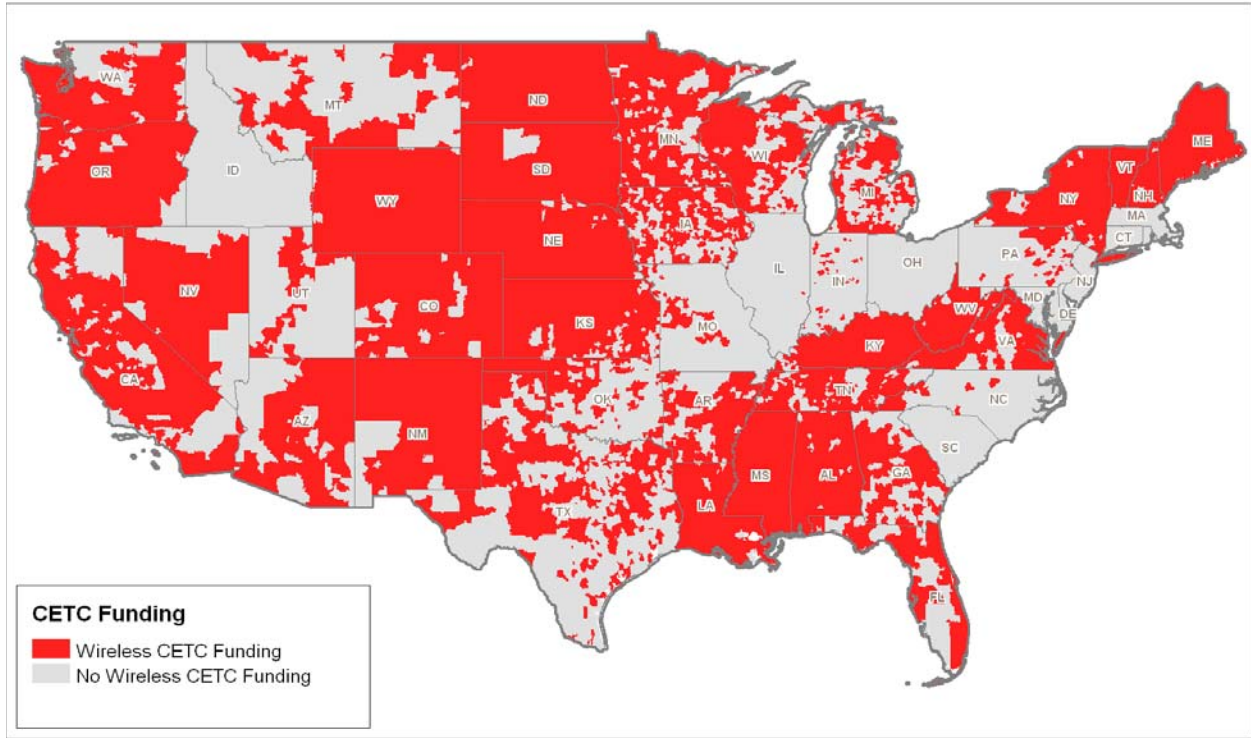 WA
MT
ND
MN
ME
OR
ID
SD
WI
VT
WY
MI
NY
NH
MA
IA
NE
CT
PA
NV
UT
IL
IN
OH
NJ
CO
MD
DE
KS
MO
WV
KY
VA
CA
AZ
NM
OK
AR
TN
NC
SC
TX
LA
MS
AL
GA
FL
CETC Funding
Wireless CETC Funding
No Wireless CETC Funding